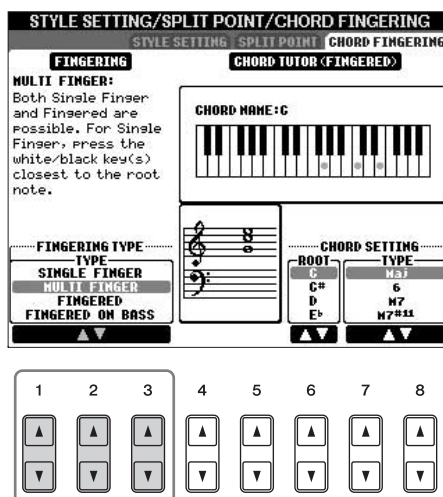 STYLE SETTING/SPLIT POINT/CHORD FINGERING
STYLE SETTING SPLIT POINT CHORD FINGERING
FINGERING
MULTI FINGER:
Both Single Finger
and Fingered are
possible. For Single
Finger, press the
white/black key(s)
closest to the root
note.
CHORD TUTOR (FINGERED)
CHORD NAME:C
FINGERING TYPE
TYPE
SINGLE FINGER
MULTI FINGER
FINGERED
FINGERED ON BASS
CHORD SETTING
ROOT TYPE
C Maj
C# 6
D M7
E♭ M7#11
1 2 3 4 5 6 7 8